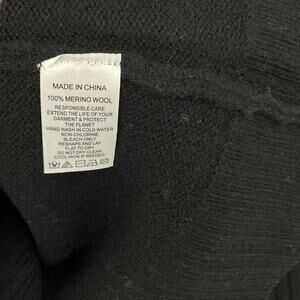 MADE IN CHINA
100% MERINO WOOL
RESPONSIBLE CARE
EXTEND THE LIFE OF YOUR
GARMENT & PROTECT
THE PLANET
HAND WASH IN COLD WATER
NON-CHLORINE
BLEACH ONLY
RESHAPE AND LAY
FLAT TO DRY
DO NOT DRY CLEAN
COOL IRON IF NEEDED